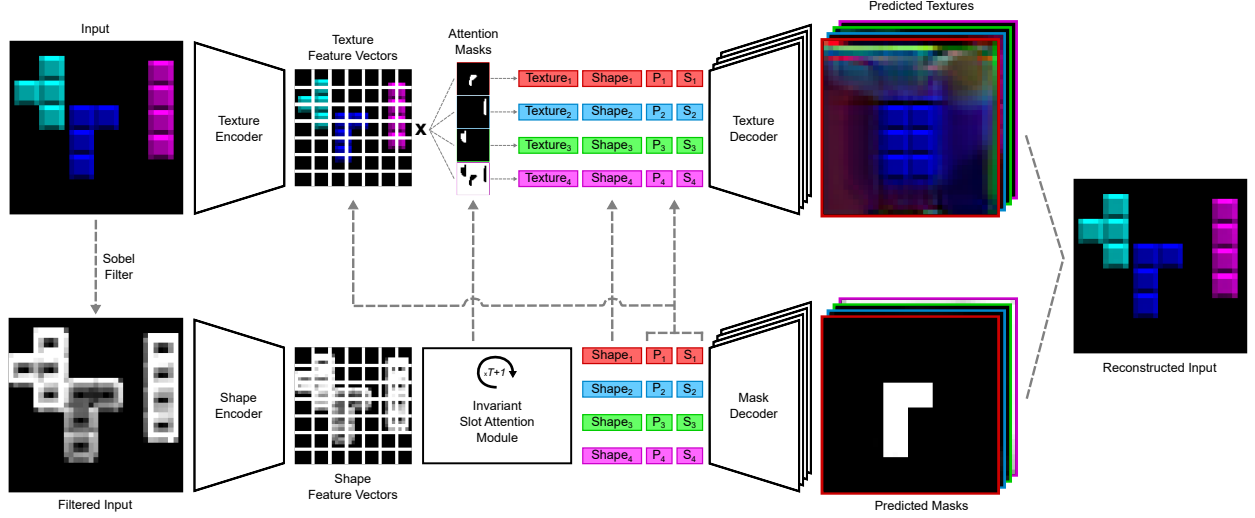 Input
Texture
Encoder
Texture
Feature Vectors
Attention
Masks
X
Texture₁ Shape₁ P₁ S₁
Texture₂ Shape₂ P₂ S₂
Texture₃ Shape₃ P₃ S₃
Texture₄ Shape₄ P₄ S₄
Texture
Decoder
Predicted Textures
Sobel
Filter
Filtered Input
Shape
Encoder
Shape
Feature Vectors
xT+1
Invariant
Slot Attention
Module
Shape₁ P₁ S₁
Shape₂ P₂ S₂
Shape₃ P₃ S₃
Shape₄ P₄ S₄
Mask
Decoder
Predicted Masks
Reconstructed Input